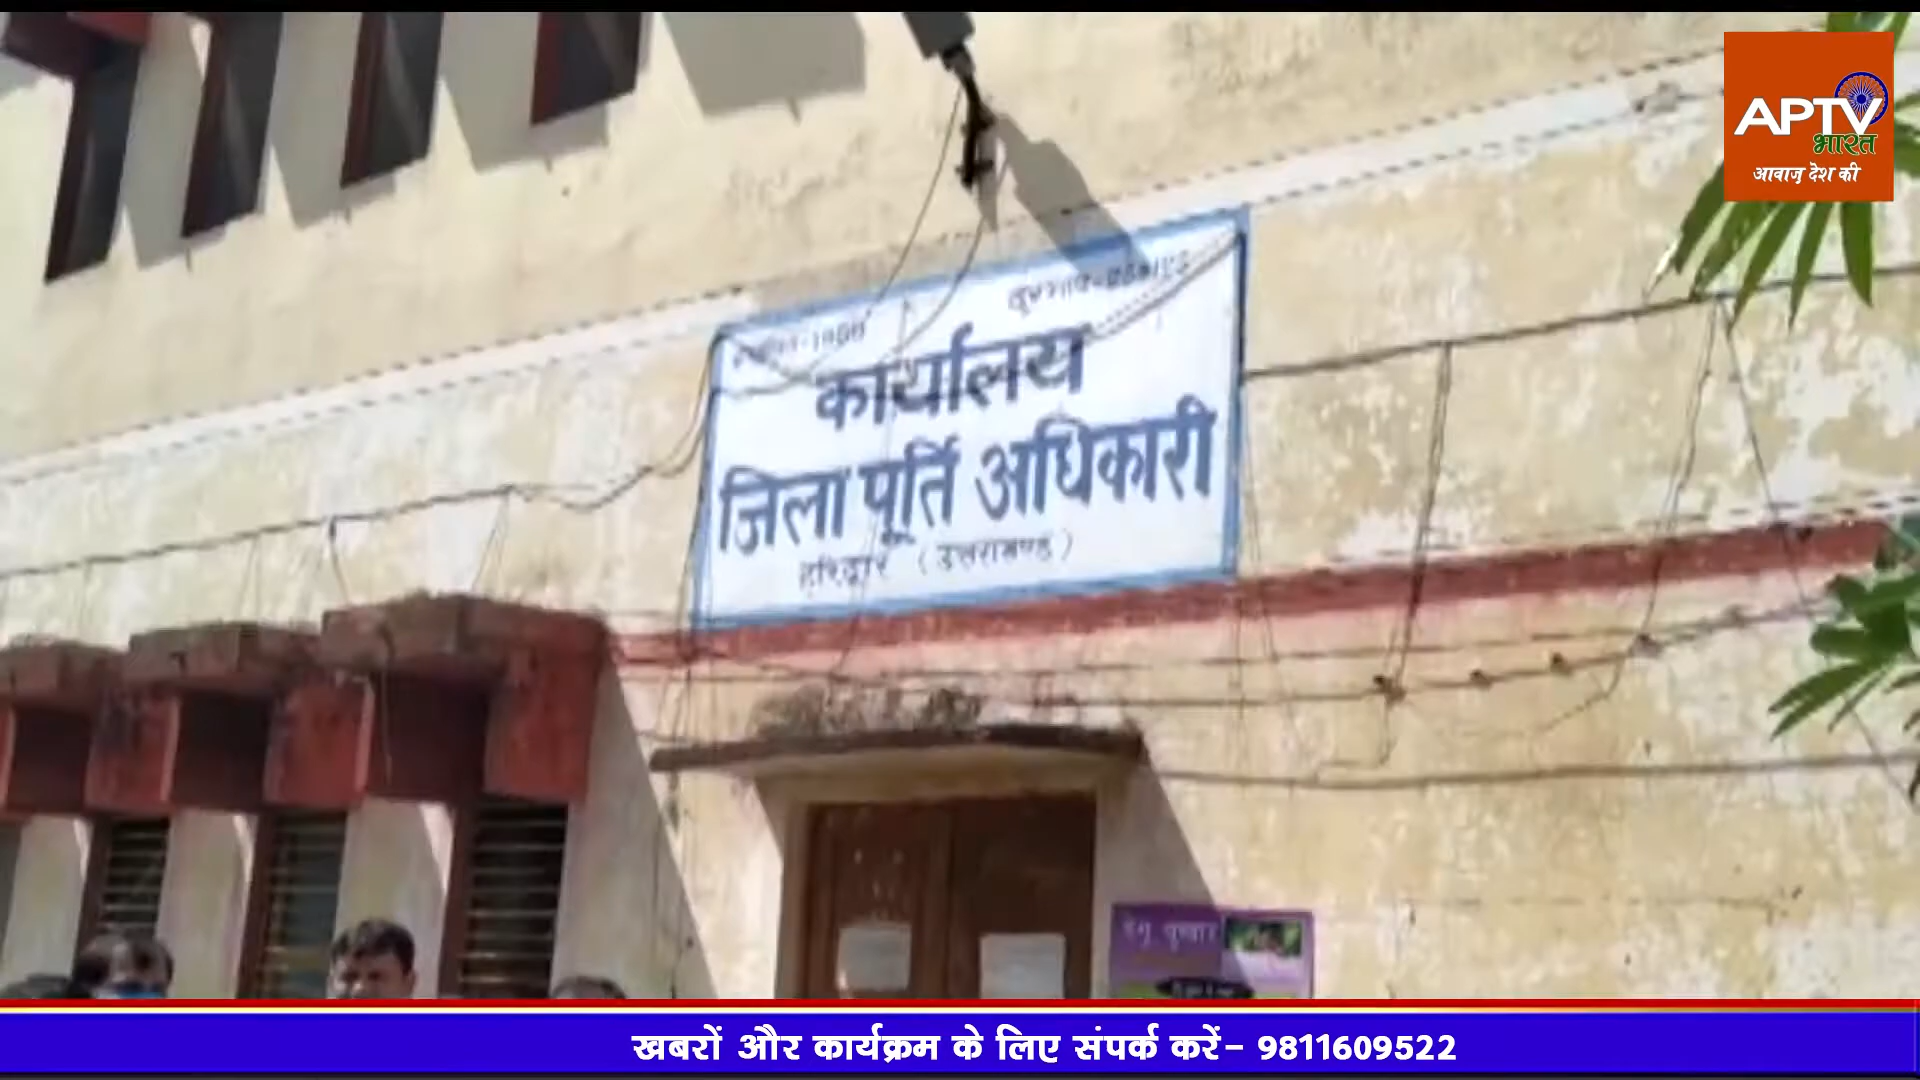 APTV
भारत
आवाज़ देश की
कार्यालय
जिला पूर्ति अधिकारी
हरिद्वार (उत्तराखण्ड)
खबरों और कार्यक्रम के लिए संपर्क करें- 9811609522